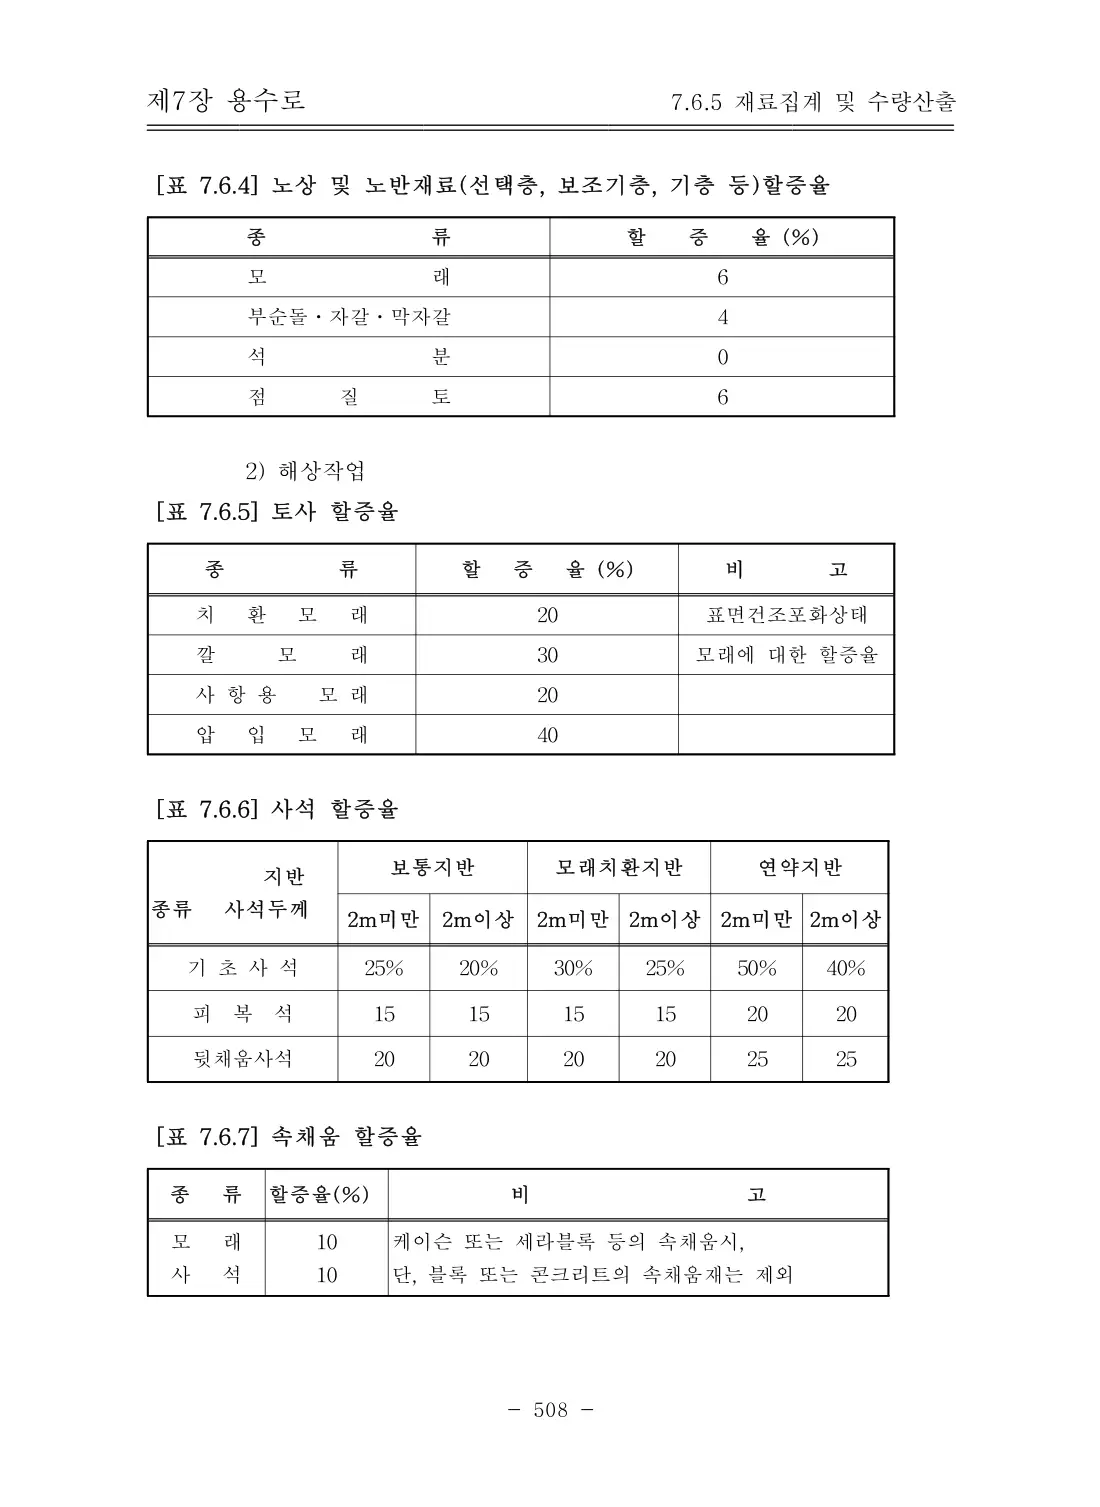 제7장 용수로
7.6.5 재료집계 및 수량산출
[표 7.6.4] 노상 및 노반재료(선택층, 보조기층, 기층 등)할증율
종 류 할 증 율 (%)
모 래 6
부순돌·자갈·막자갈 4
석 분 0
점 질 토 6
2) 해상작업
[표 7.6.5] 토사 할증율
종 류 할 증 율 (%) 비 고
치 환 모 래 20 표면건조포화상태
깔 모 래 30 모래에 대한 할증율
사 항 용 모 래 20
압 입 모 래 40
[표 7.6.6] 사석 할증율
지반 보통지반 모래치환지반 연약지반
종류 사석두께 2m미만 2m이상 2m미만 2m이상 2m미만 2m이상
기 초 사 석 25% 20% 30% 25% 50% 40%
피 복 석 15 15 15 15 20 20
뒷채움사석 20 20 20 20 25 25
[표 7.6.7] 속채움 할증율
종 류 할증율(%) 비 고
모 래 10 케이슨 또는 세라블록 등의 속채움시,
사 석 10 단, 블록 또는 콘크리트의 속채움재는 제외
- 508 -